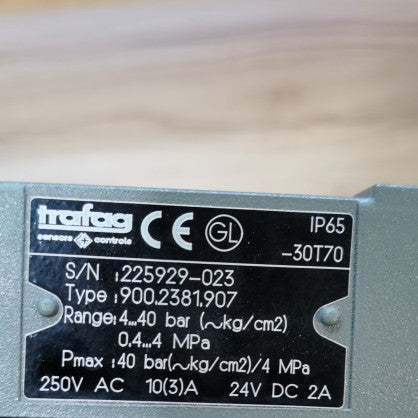 trafag CE GL IP65
sensors controls
-30T70
S/N :225929-023
Type :900.2381.907
Range:4...40 bar (~kg/cm2)
0.4...4 MPa
Pmax :40 bar(~kg/cm2)/4 MPa
250V AC 10(3)A 24V DC 2A